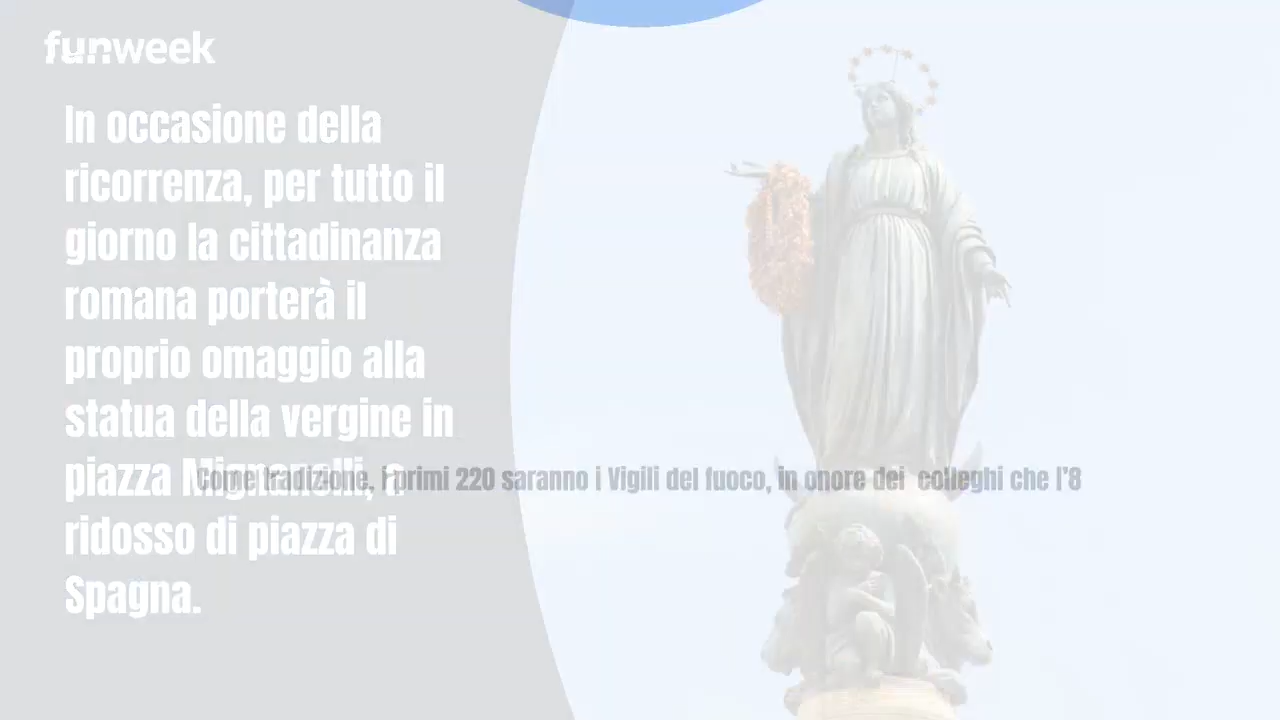 funweek
In occasione della
ricorrenza, per tutto il
giorno la cittadinanza
romana porterà il
proprio omaggio alla
statua della vergine in
piazza Mignanelli, a
ridosso di piazza di
Spagna.
Come tradizione, i primi 220 saranno i Vigili del fuoco, in onore dei colleghi che l'8